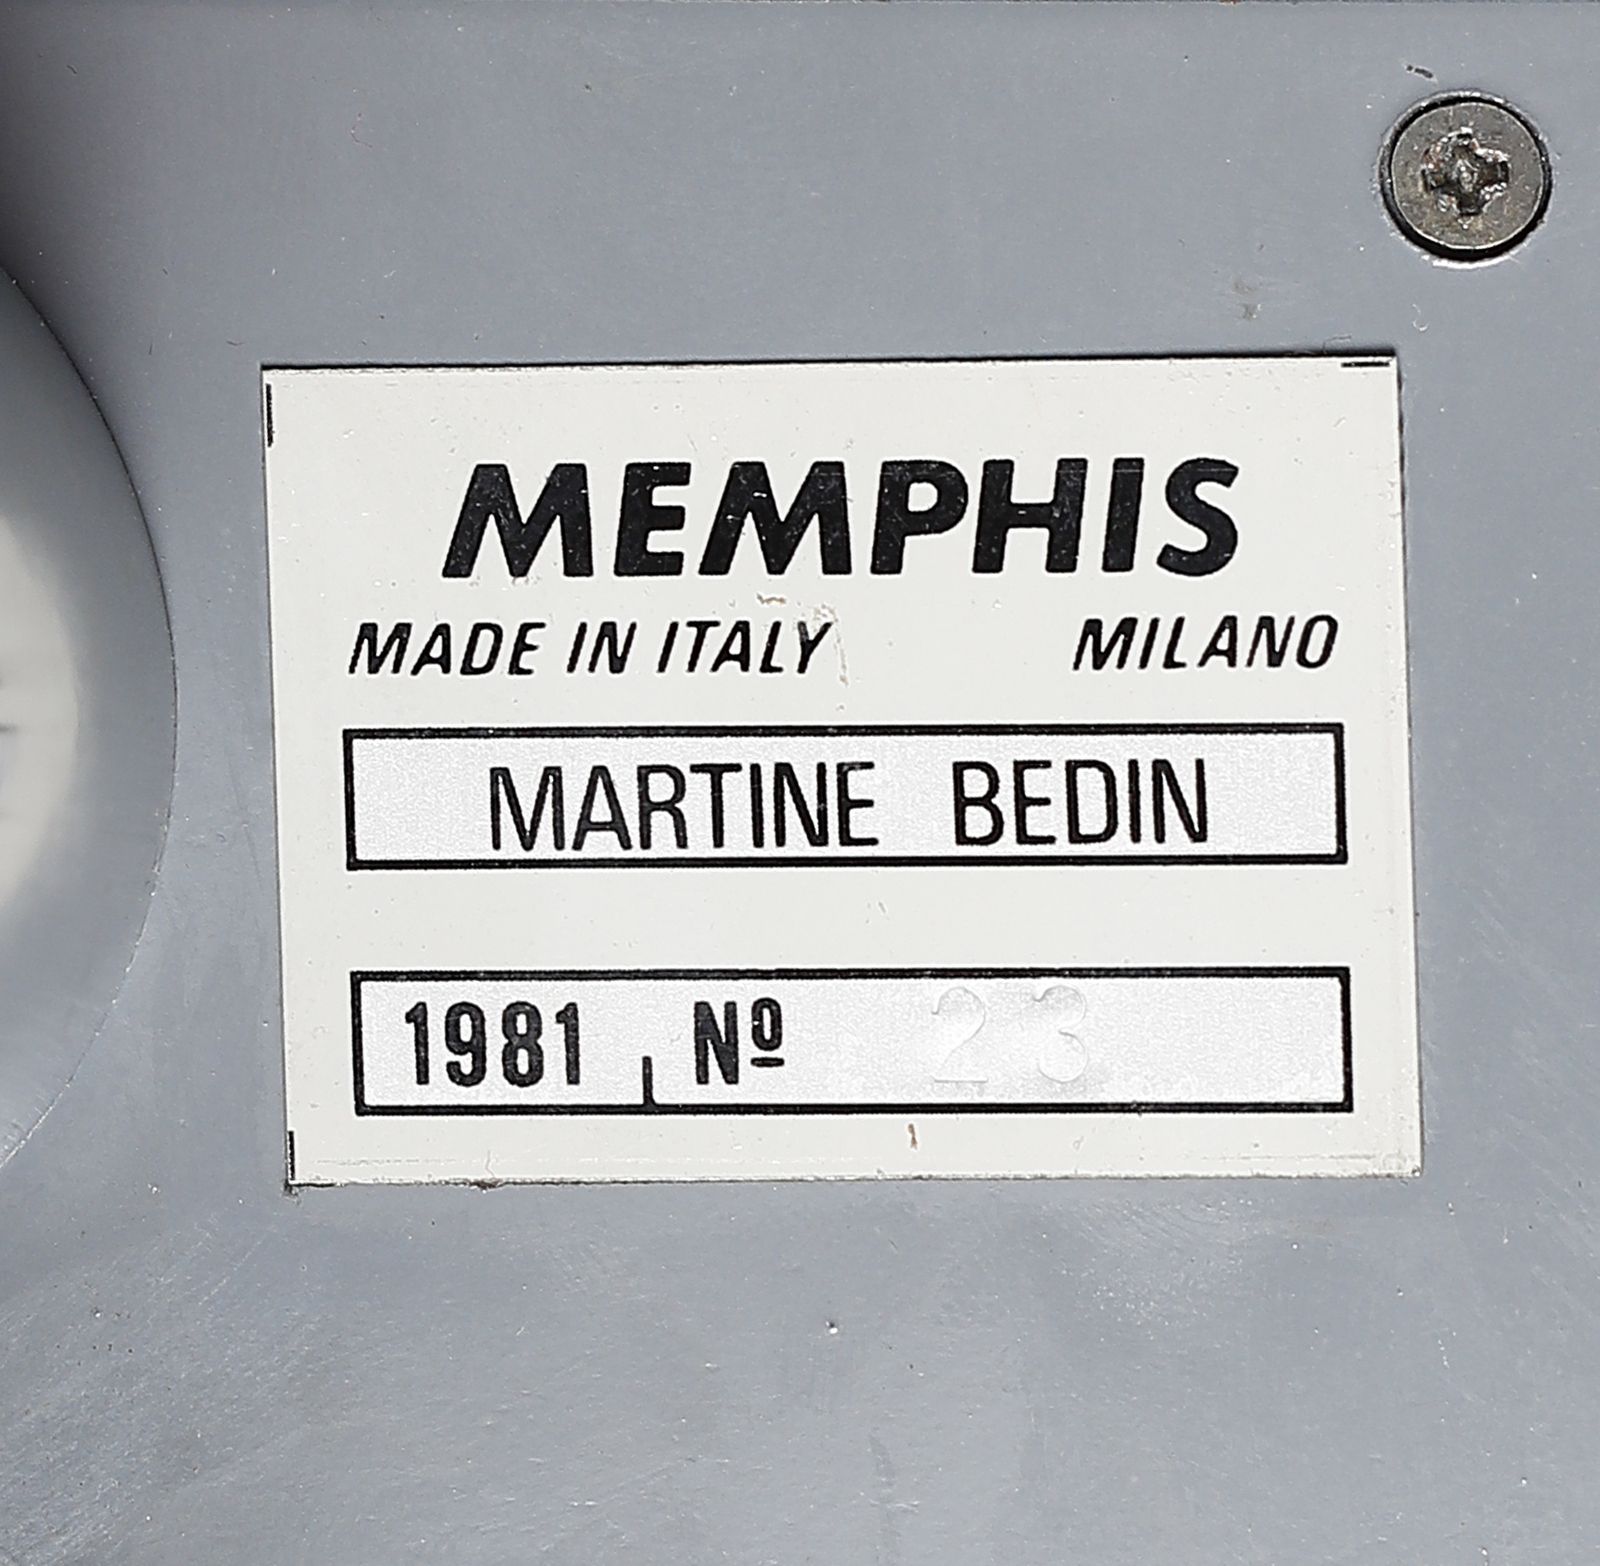 MEMPHIS
MADE IN ITALY MILANO
MARTINE BEDIN
1981 Nº 23